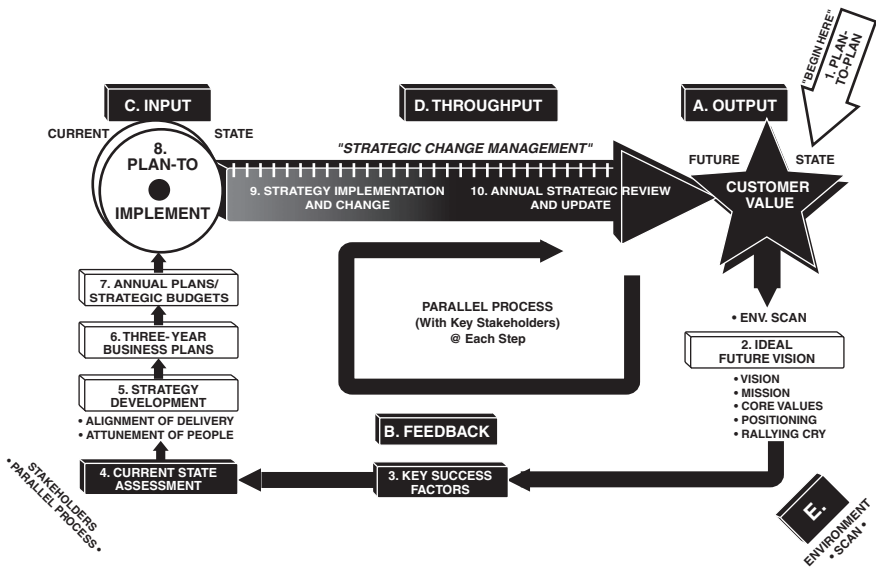 "BEGIN HERE"
1. PLAN-
TO-PLAN
C. INPUT
D. THROUGHPUT
A. OUTPUT
CURRENT
STATE
8.
PLAN-TO
IMPLEMENT
"STRATEGIC CHANGE MANAGEMENT"
9. STRATEGY IMPLEMENTATION
AND CHANGE
10. ANNUAL STRATEGIC REVIEW
AND UPDATE
FUTURE
STATE
CUSTOMER
VALUE
7. ANNUAL PLANS/
STRATEGIC BUDGETS
6. THREE-YEAR
BUSINESS PLANS
5. STRATEGY
DEVELOPMENT
• ALIGNMENT OF DELIVERY
• ATTUNEMENT OF PEOPLE
4. CURRENT STATE
ASSESSMENT
PARALLEL PROCESS
(With Key Stakeholders)
@ Each Step
• ENV. SCAN
2. IDEAL
FUTURE VISION
• VISION
• MISSION
• CORE VALUES
• POSITIONING
• RALLYING CRY
B. FEEDBACK
3. KEY SUCCESS
FACTORS
STAKEHOLDERS
• PARALLEL PROCESS •
E.
ENVIRONMENT
• SCAN •